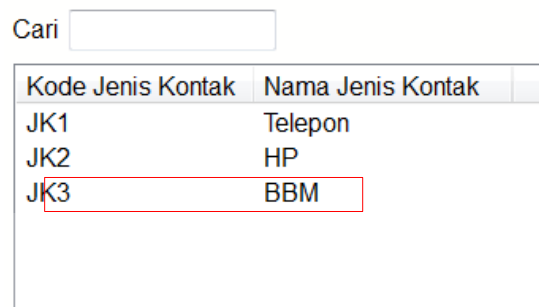 Cari
Kode Jenis Kontak Nama Jenis Kontak
JK1 Telepon
JK2 HP
JK3 BBM